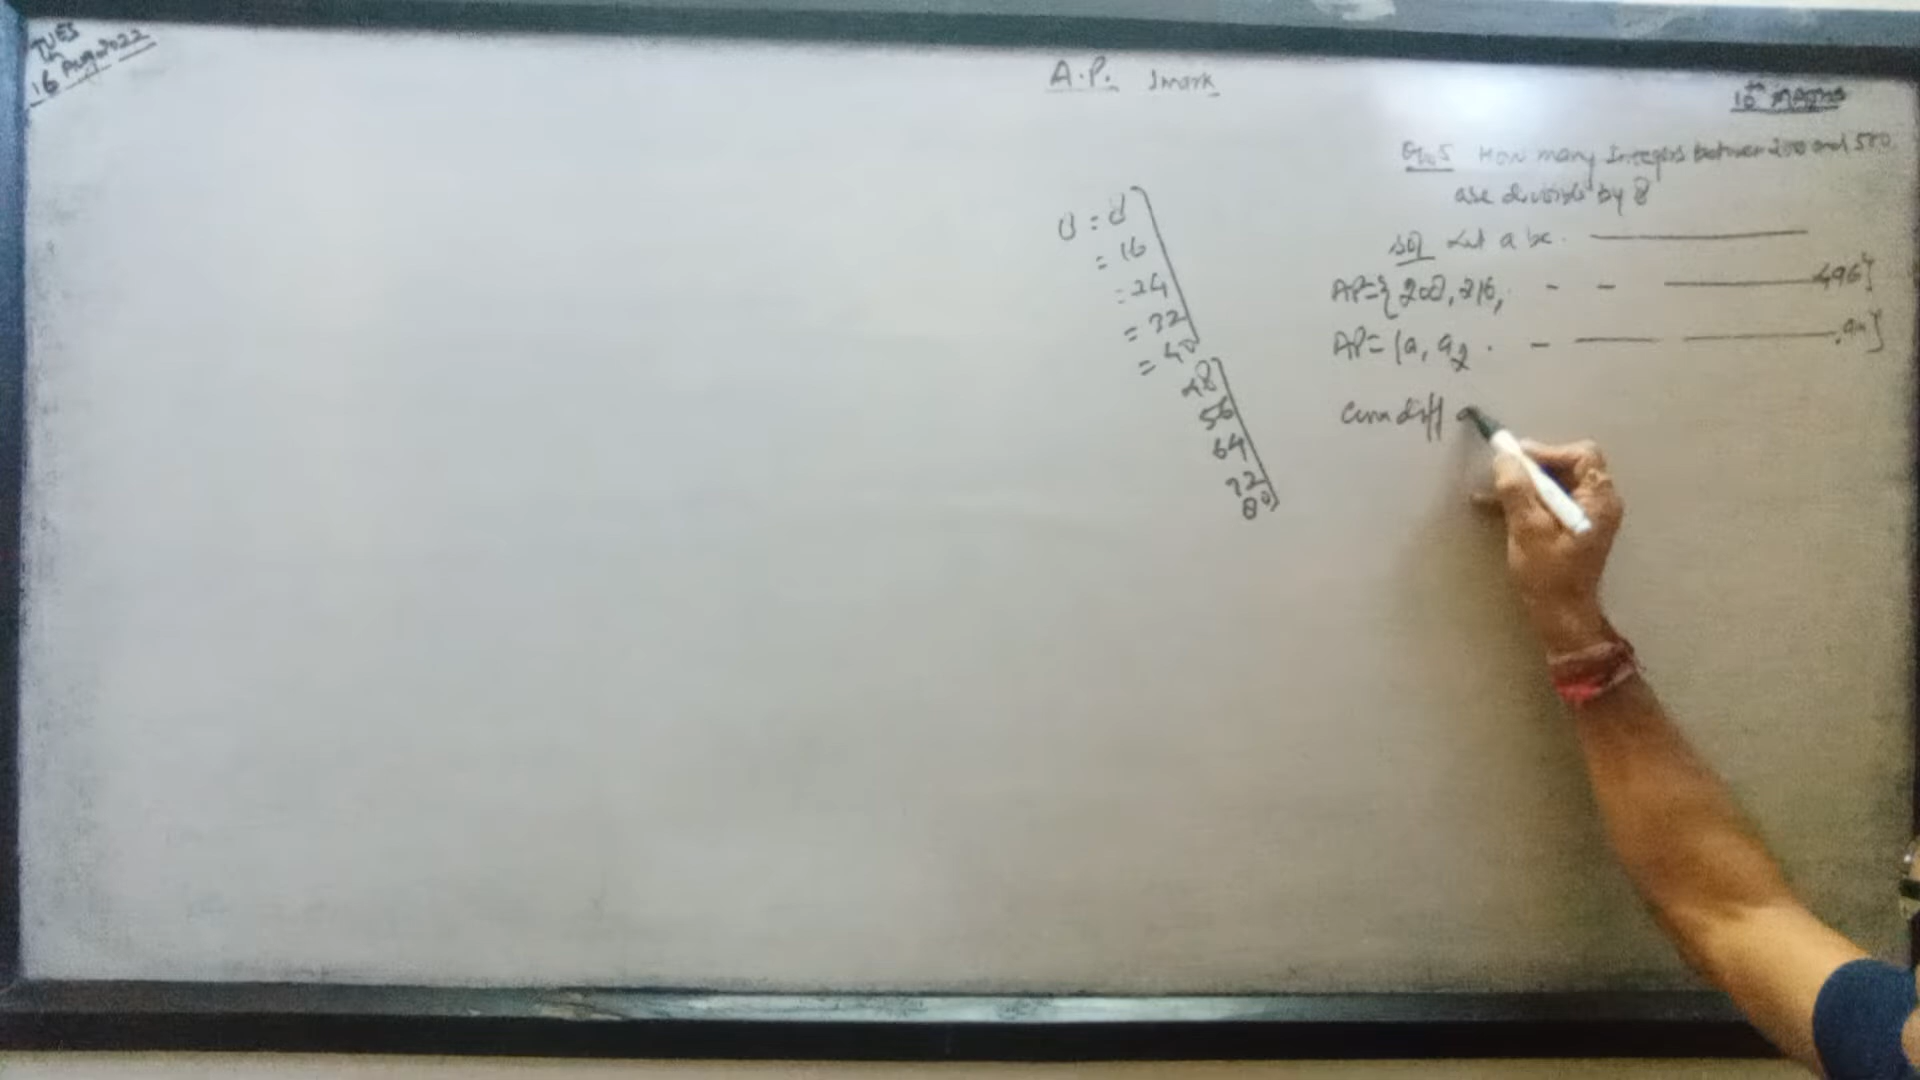 TUES
16 Aug 2022
A.P. 1mark
10th MATHS
Qu5 How many Integers between 200 and 500
are divisible by 8
Sol Let a be.
AP={208, 216, - - 496}
AP={a, a2 . - an}
Com diff
8 = 8
= 16
= 24
= 32
= 40
48
56
64
72
80